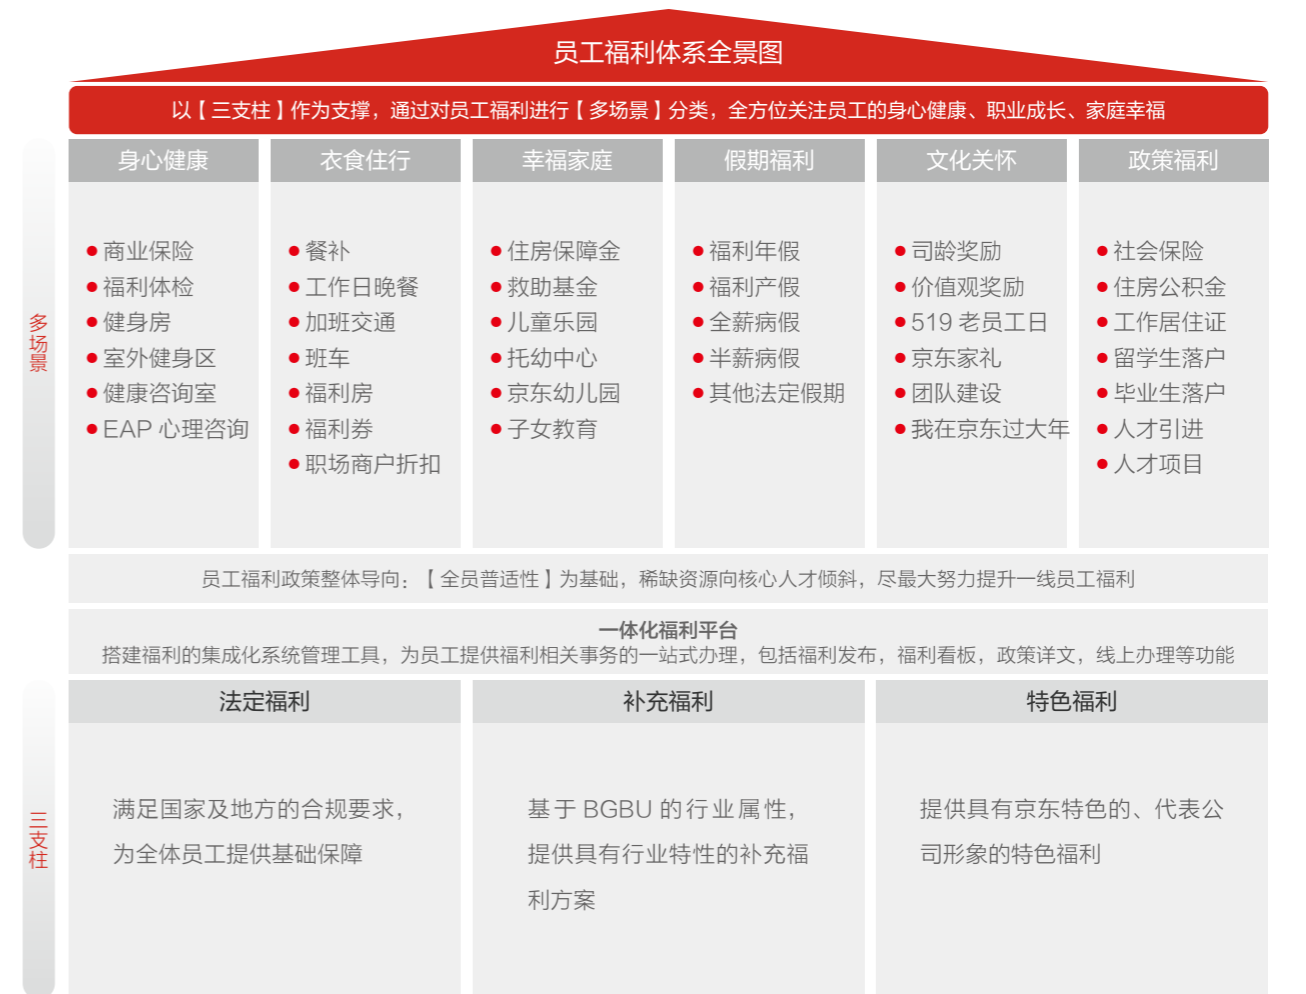 员工福利体系全景图
以【三支柱】作为支撑，通过对员工福利进行【多场景】分类，全方位关注员工的身心健康、职业成长、家庭幸福
多场景
身心健康
商业保险
福利体检
健身房
室外健身区
健康咨询室
EAP 心理咨询
衣食住行
餐补
工作日晚餐
加班交通
班车
福利房
福利券
职场商户折扣
幸福家庭
住房保障金
救助基金
儿童乐园
托幼中心
京东幼儿园
子女教育
假期福利
福利年假
福利产假
全薪病假
半薪病假
其他法定假期
文化关怀
司龄奖励
价值观奖励
519 老员工日
京东家礼
团队建设
我在京东过大年
政策福利
社会保险
住房公积金
工作居住证
留学生落户
毕业生落户
人才引进
人才项目
员工福利政策整体导向：【全员普适性】为基础，稀缺资源向核心人才倾斜，尽最大努力提升一线员工福利
一体化福利平台
搭建福利的集成化系统管理工具，为员工提供福利相关事务的一站式办理，包括福利发布，福利看板，政策详文，线上办理等功能
三支柱
法定福利
满足国家及地方的合规要求，
为全体员工提供基础保障
补充福利
基于 BGBU 的行业属性，
提供具有行业特性的补充福
利方案
特色福利
提供具有京东特色的、代表公
司形象的特色福利